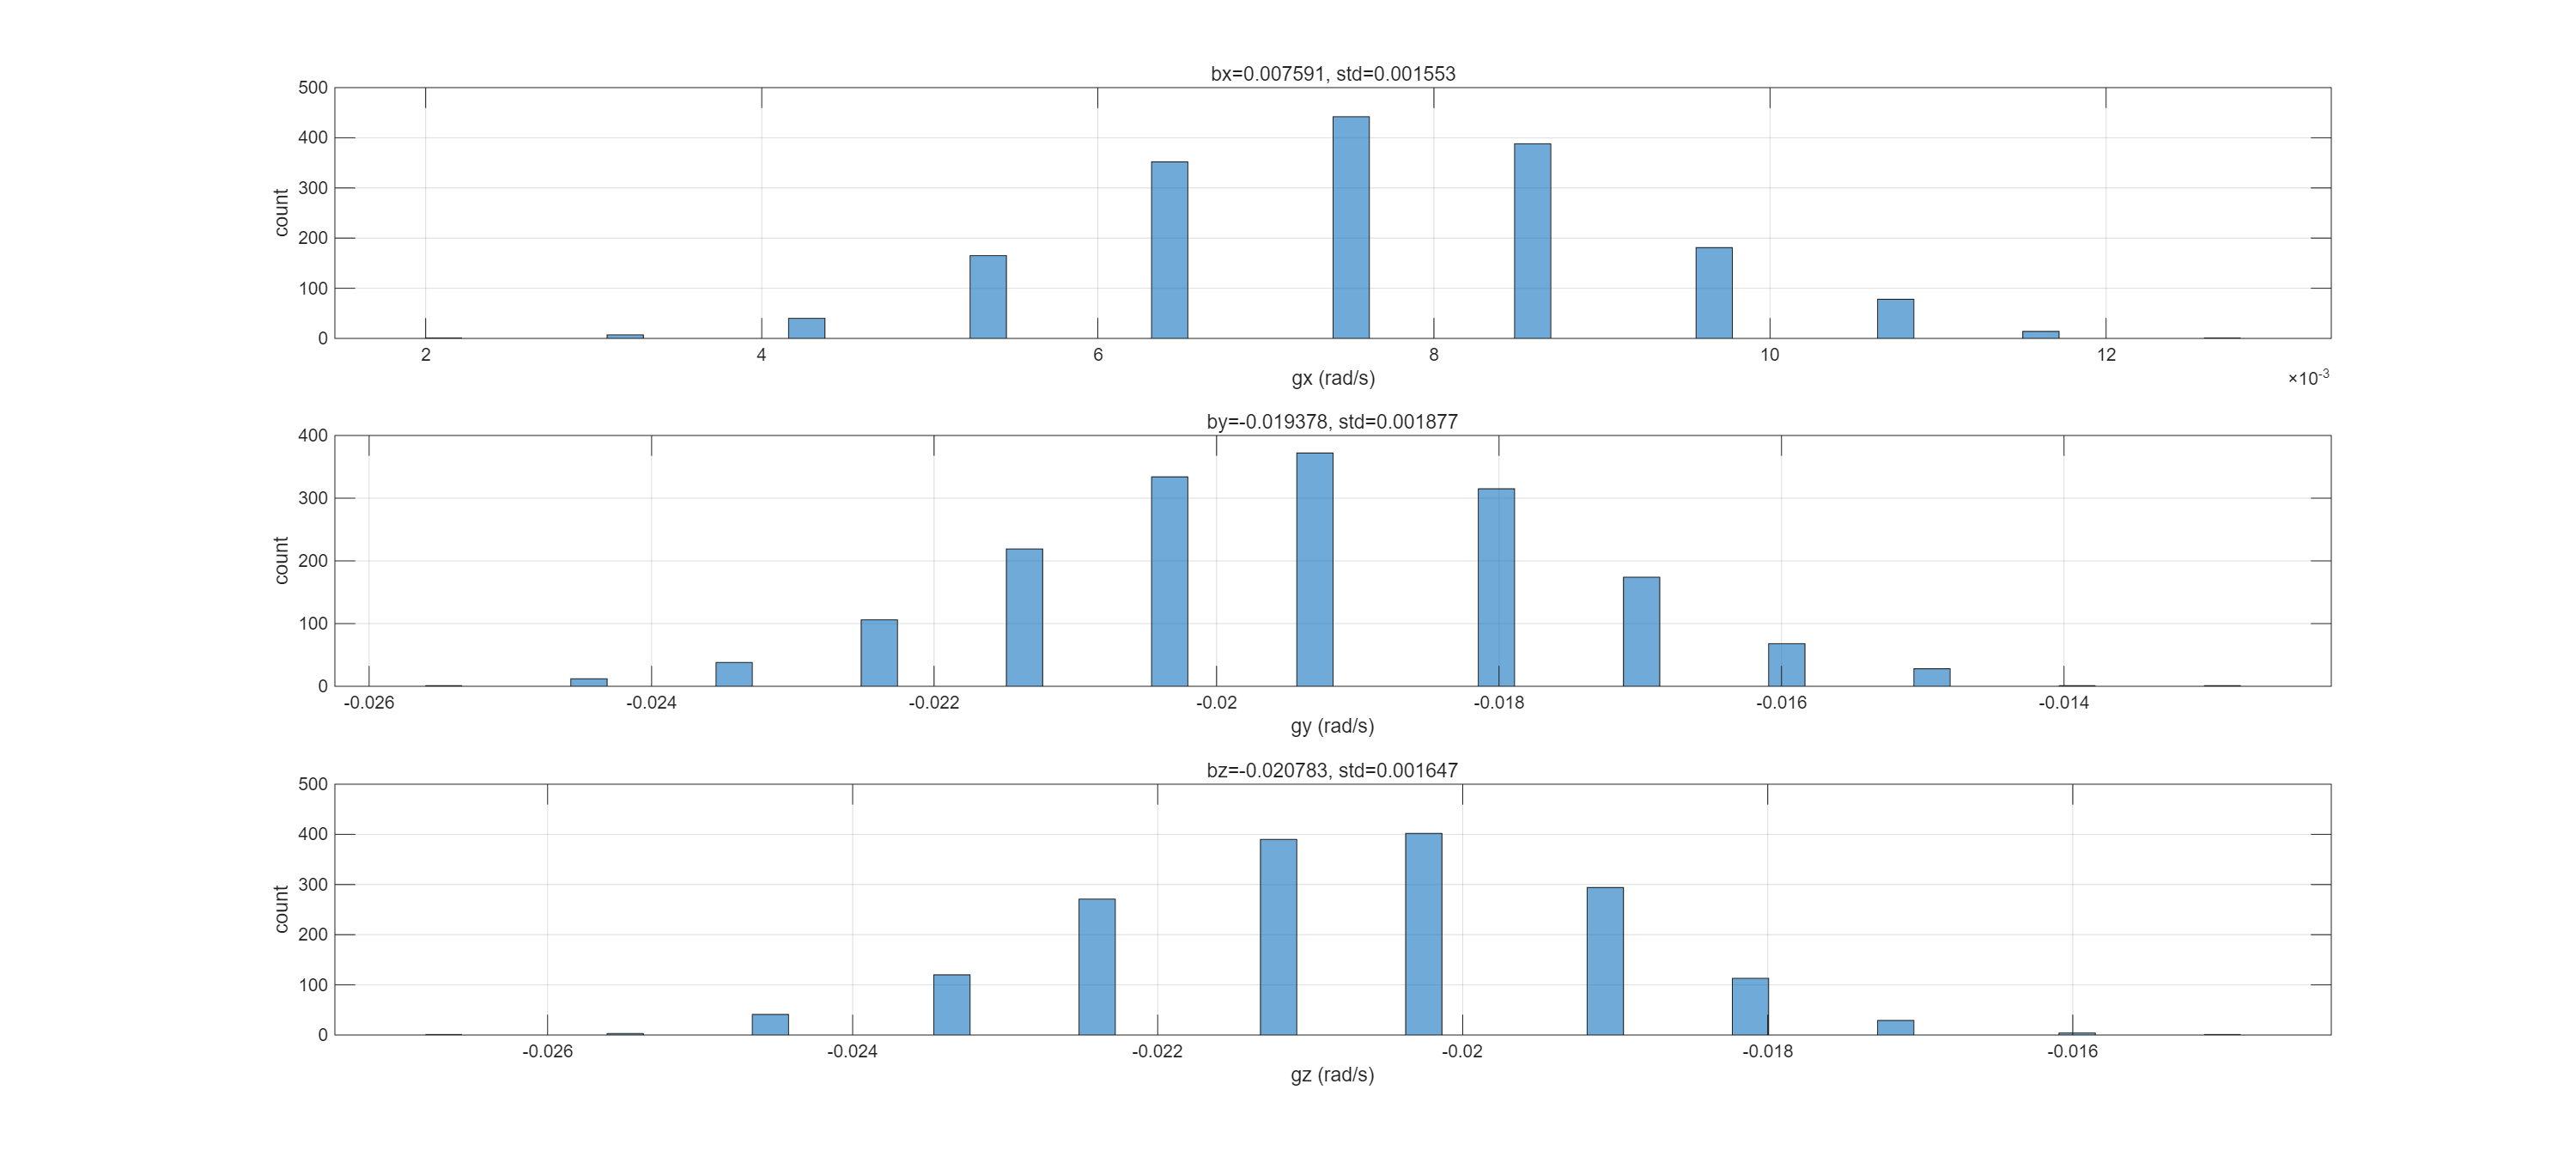 bx=0.007591, std=0.001553
500
400
300
200
100
0
count
2 4 6 8 10 12
gx (rad/s)
×10-3
by=-0.019378, std=0.001877
400
300
200
100
0
count
-0.026 -0.024 -0.022 -0.02 -0.018 -0.016 -0.014
gy (rad/s)
bz=-0.020783, std=0.001647
500
400
300
200
100
0
count
-0.026 -0.024 -0.022 -0.02 -0.018 -0.016
gz (rad/s)